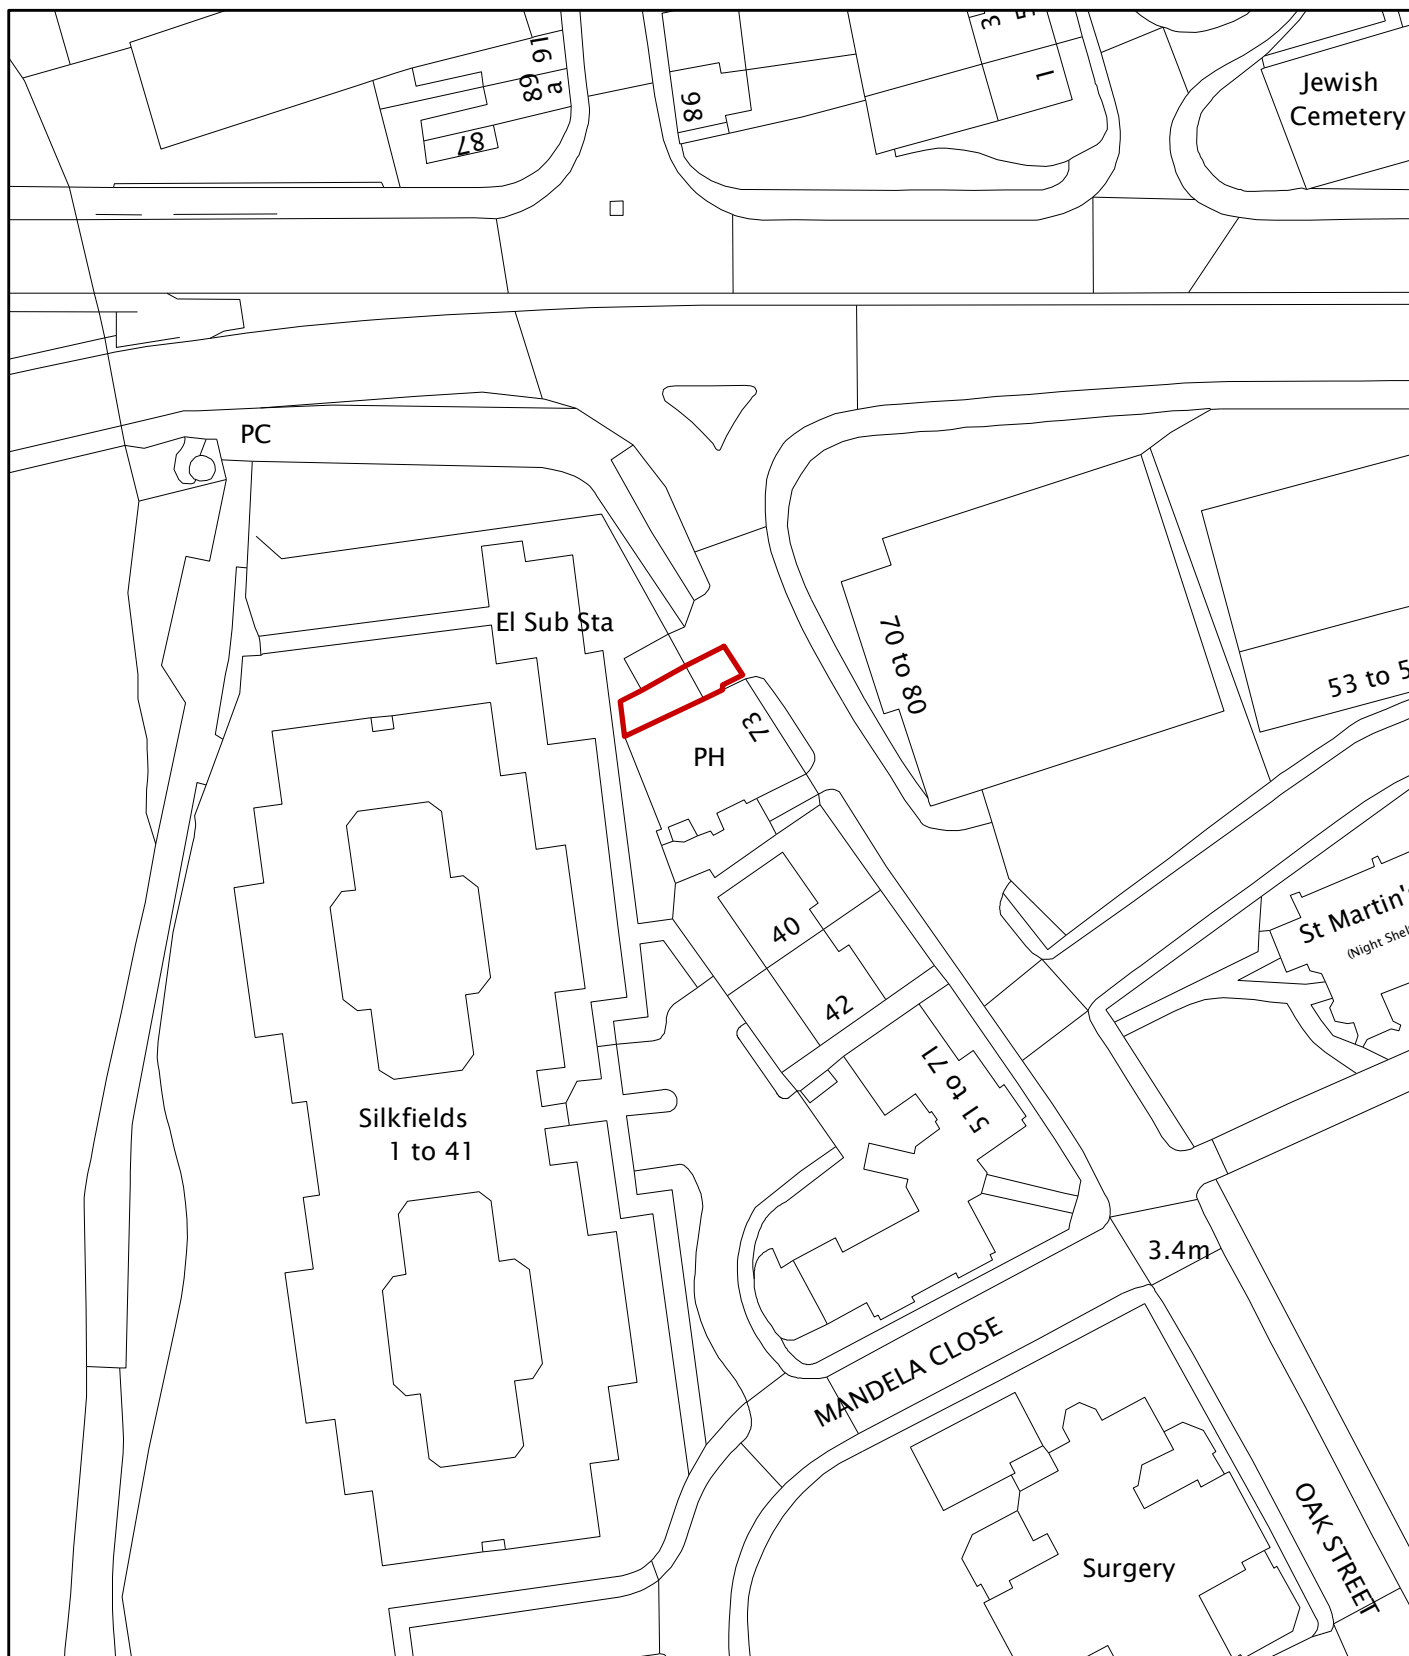 91
89
a
87
98
3
5
1
Jewish
Cemetery
PC
El Sub Sta
70 to 80
53 to 5
73
PH
40
42
St Martin's
(Night Shel
51 to 71
Silkfields
1 to 41
3.4m
MANDELA CLOSE
OAK STREET
Surgery